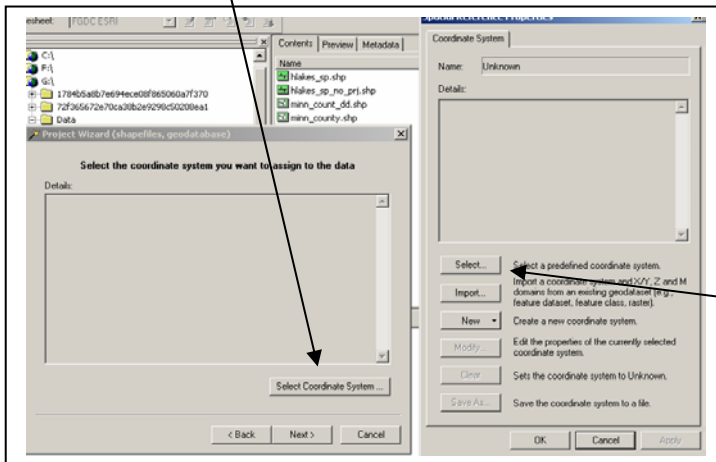 esheet: FGDC ESRI
C:\
F:\
G:\
1784b5a8b7e694ece08f865060a7f370
72f365672e70ca38b2e9298c50208ea1
Data
Contents Preview Metadata
Name
hlakes_sp.shp
hlakes_sp_no_prj.shp
minn_count_dd.shp
minn_county.shp
Project Wizard (shapefiles, geodatabase)
Select the coordinate system you want to assign to the data
Details:
Select Coordinate System ...
< Back Next > Cancel
Spatial Reference Properties
Coordinate System
Name: Unknown
Details:
Select... Select a predefined coordinate system.
Import... Import a coordinate system and X/Y, Z and M
domains from an existing geodataset (e.g.,
feature dataset, feature class, raster).
New Create a new coordinate system.
Modify... Edit the properties of the currently selected
coordinate system.
Clear Sets the coordinate system to Unknown.
Save As... Save the coordinate system to a file.
OK Cancel Apply